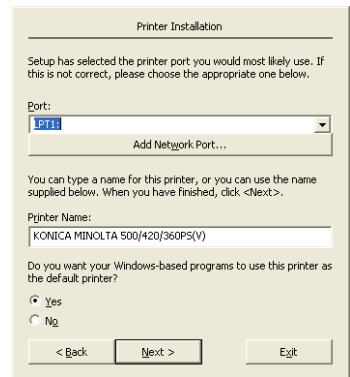 Printer Installation
Setup has selected the printer port you would most likely use. If
this is not correct, please choose the appropriate one below.
Port:
LPT1:
Add Network Port...
You can type a name for this printer, or you can use the name
supplied below. When you have finished, click <Next>.
Printer Name:
KONICA MINOLTA 500/420/360PS(V)
Do you want your Windows-based programs to use this printer as
the default printer?
Yes
No
< Back Next > Exit